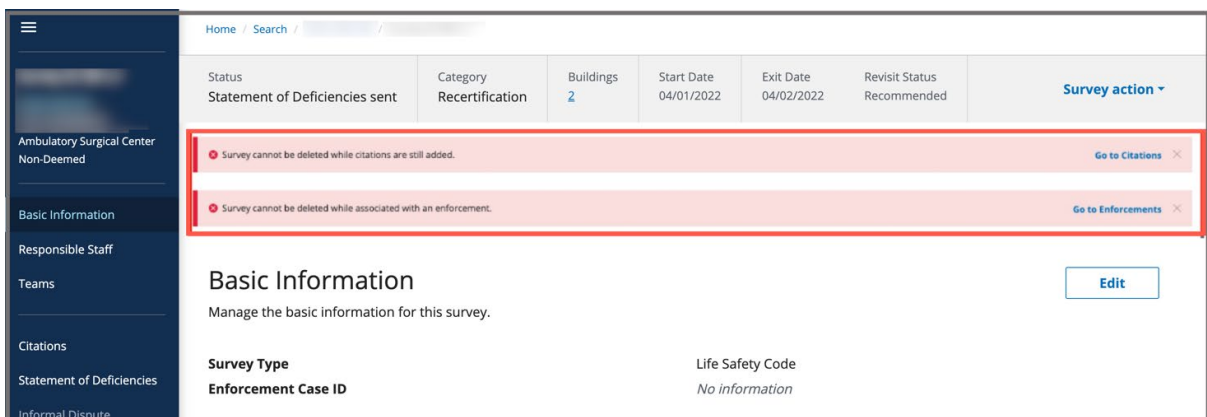 Home / Search / /
Ambulatory Surgical Center
Non-Deemed
Basic Information
Responsible Staff
Teams
Citations
Statement of Deficiencies
Informal Dispute
Status
Statement of Deficiencies sent
Category
Recertification
Buildings
2
Start Date
04/01/2022
Exit Date
04/02/2022
Revisit Status
Recommended
Survey action
Survey cannot be deleted while citations are still added. Go to Citations
Survey cannot be deleted while associated with an enforcement. Go to Enforcements
Basic Information
Edit
Manage the basic information for this survey.
Survey Type Life Safety Code
Enforcement Case ID No information